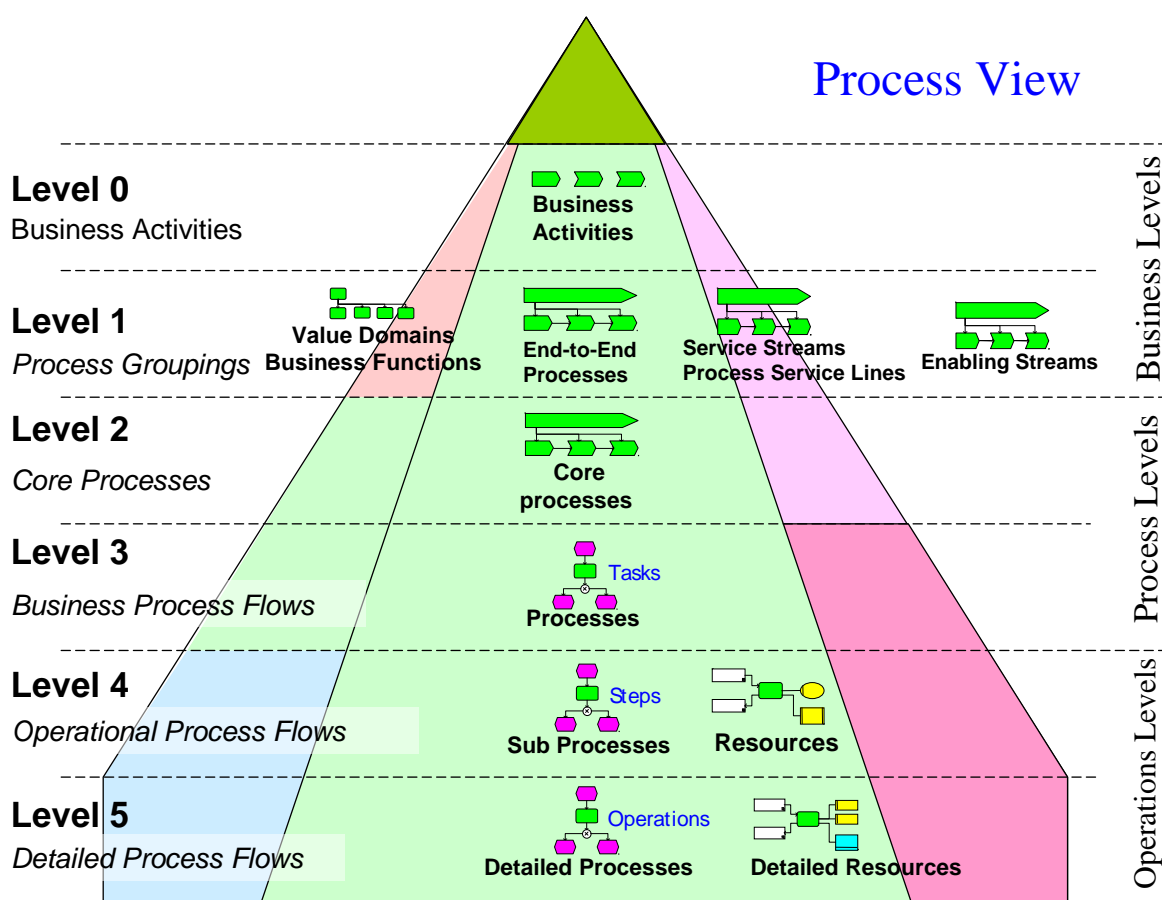 Process View
Level 0
Business Activities
Business
Activities
Level 1
Process Groupings
Value Domains
Business Functions
End-to-End
Processes
Service Streams
Process Service Lines
Enabling Streams
Business Levels
Level 2
Core Processes
Core
processes
Level 3
Business Process Flows
Tasks
Processes
Process Levels
Level 4
Operational Process Flows
Steps
Sub Processes
Resources
Level 5
Detailed Process Flows
Operations
Detailed Processes
Detailed Resources
Operations Levels